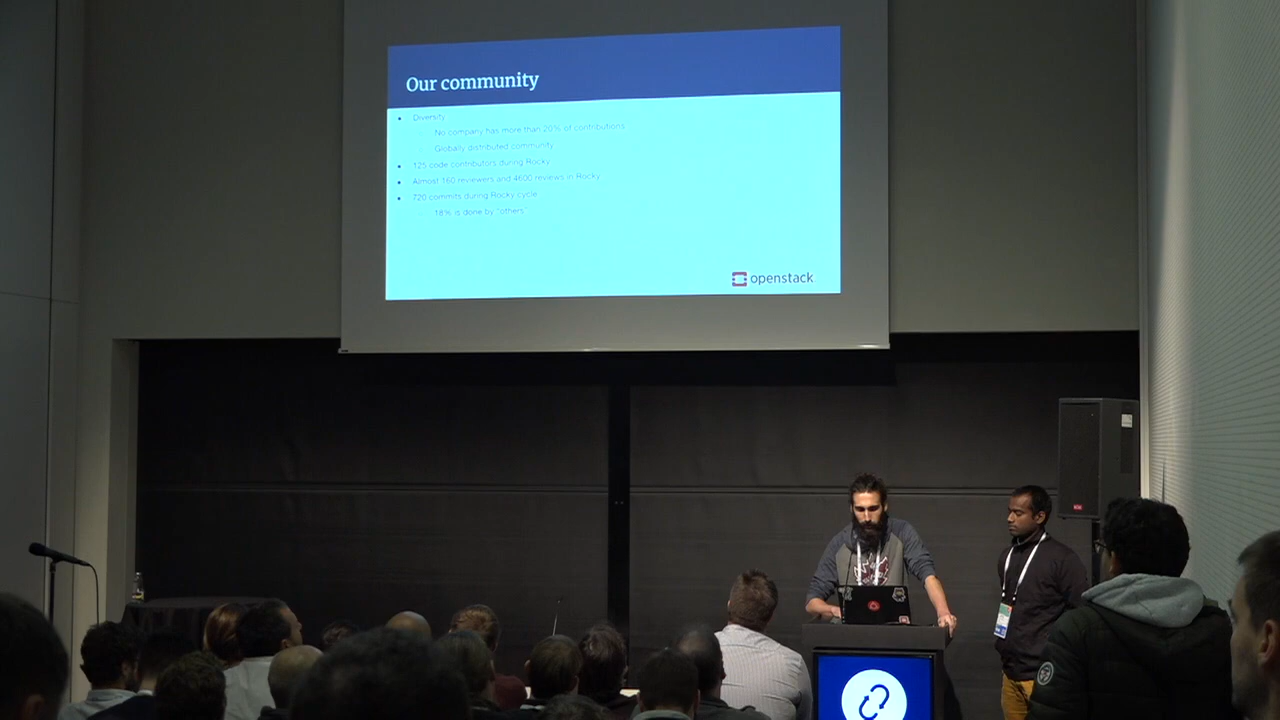 Our community
Diversity
No company has more than 26% of contributions
Globally distributed community
125 code contributors during Rocky
Almost 160 reviewers and 4600 reviews in Rocky
720 commits during Rocky cycle
18% is done by "others"
openstack